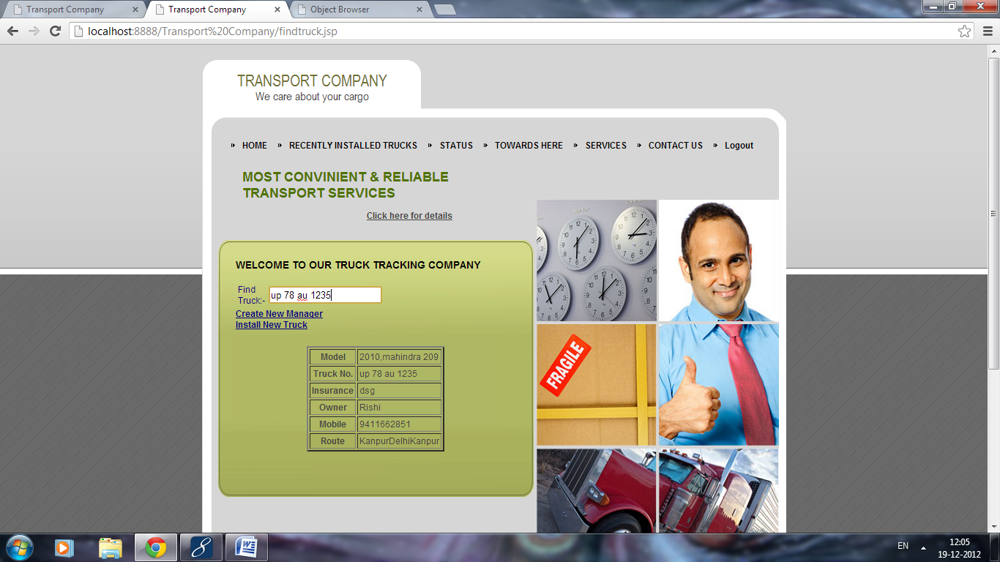 Transport Company
Transport Company
Object Browser
localhost:8888/Transport%20Company/findtruck.jsp
TRANSPORT COMPANY
We care about your cargo
HOME RECENTLY INSTALLED TRUCKS STATUS TOWARDS HERE SERVICES CONTACT US Logout
MOST CONVINIENT & RELIABLE
TRANSPORT SERVICES
Click here for details
WELCOME TO OUR TRUCK TRACKING COMPANY
Find
Truck:- up 78 au 1235
Create New Manager
Install New Truck
Model 2010,mahindra 209
Truck No. up 78 au 1235
Insurance dsg
Owner Rishi
Mobile 9411662851
Route KanpurDelhiKanpur
FRAGILE
EN
12:05
19-12-2012